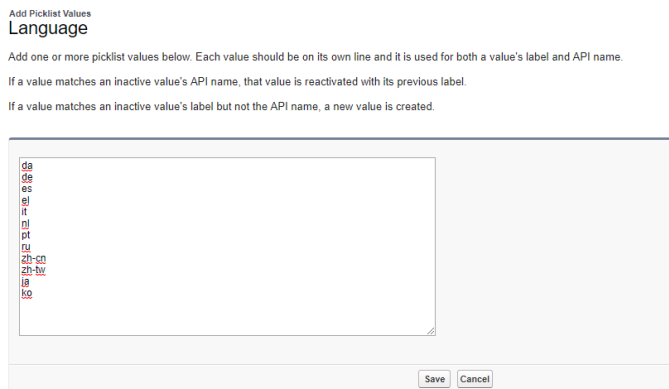 Add Picklist Values
Language
Add one or more picklist values below. Each value should be on its own line and it is used for both a value's label and API name.
If a value matches an inactive value's API name, that value is reactivated with its previous label.
If a value matches an inactive value's label but not the API name, a new value is created.
da
de
es
el
it
nl
pt
ru
zh-cn
zh-tw
ja
ko
Save Cancel